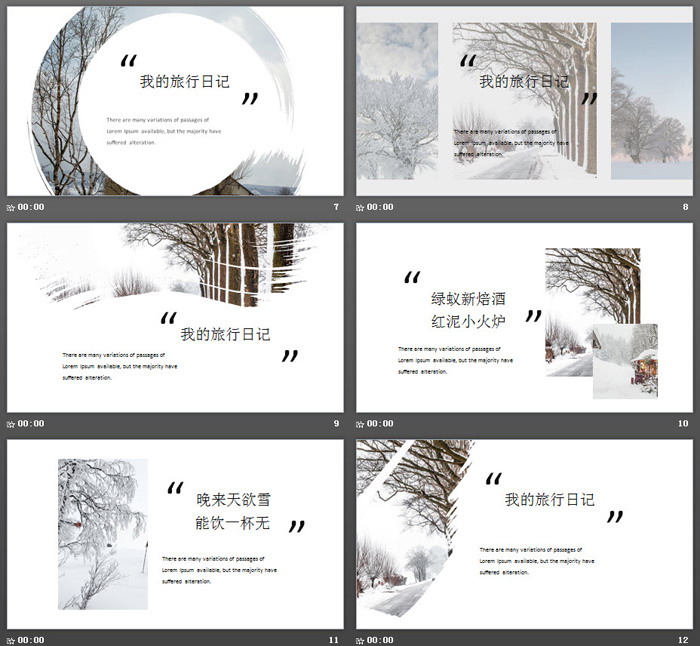 “
我的旅行日记
”
There are many variations of passages of
Lorem Ipsum available, but the majority have
suffered alteration.
00:00
7
“
我的旅行日记
”
There are many variations of passages of
Lorem Ipsum available, but the majority have
suffered alteration.
00:00
8
“
我的旅行日记
”
There are many variations of passages of
Lorem Ipsum available, but the majority have
suffered alteration.
00:00
9
“
绿蚁新焙酒
红泥小火炉
”
There are many variations of passages of
Lorem Ipsum available, but the majority have
suffered alteration.
00:00
10
“
晚来天欲雪
能饮一杯无
”
There are many variations of passages of
Lorem Ipsum available, but the majority have
suffered alteration.
00:00
11
“
我的旅行日记
”
There are many variations of passages of
Lorem Ipsum available, but the majority have
suffered alteration.
00:00
12